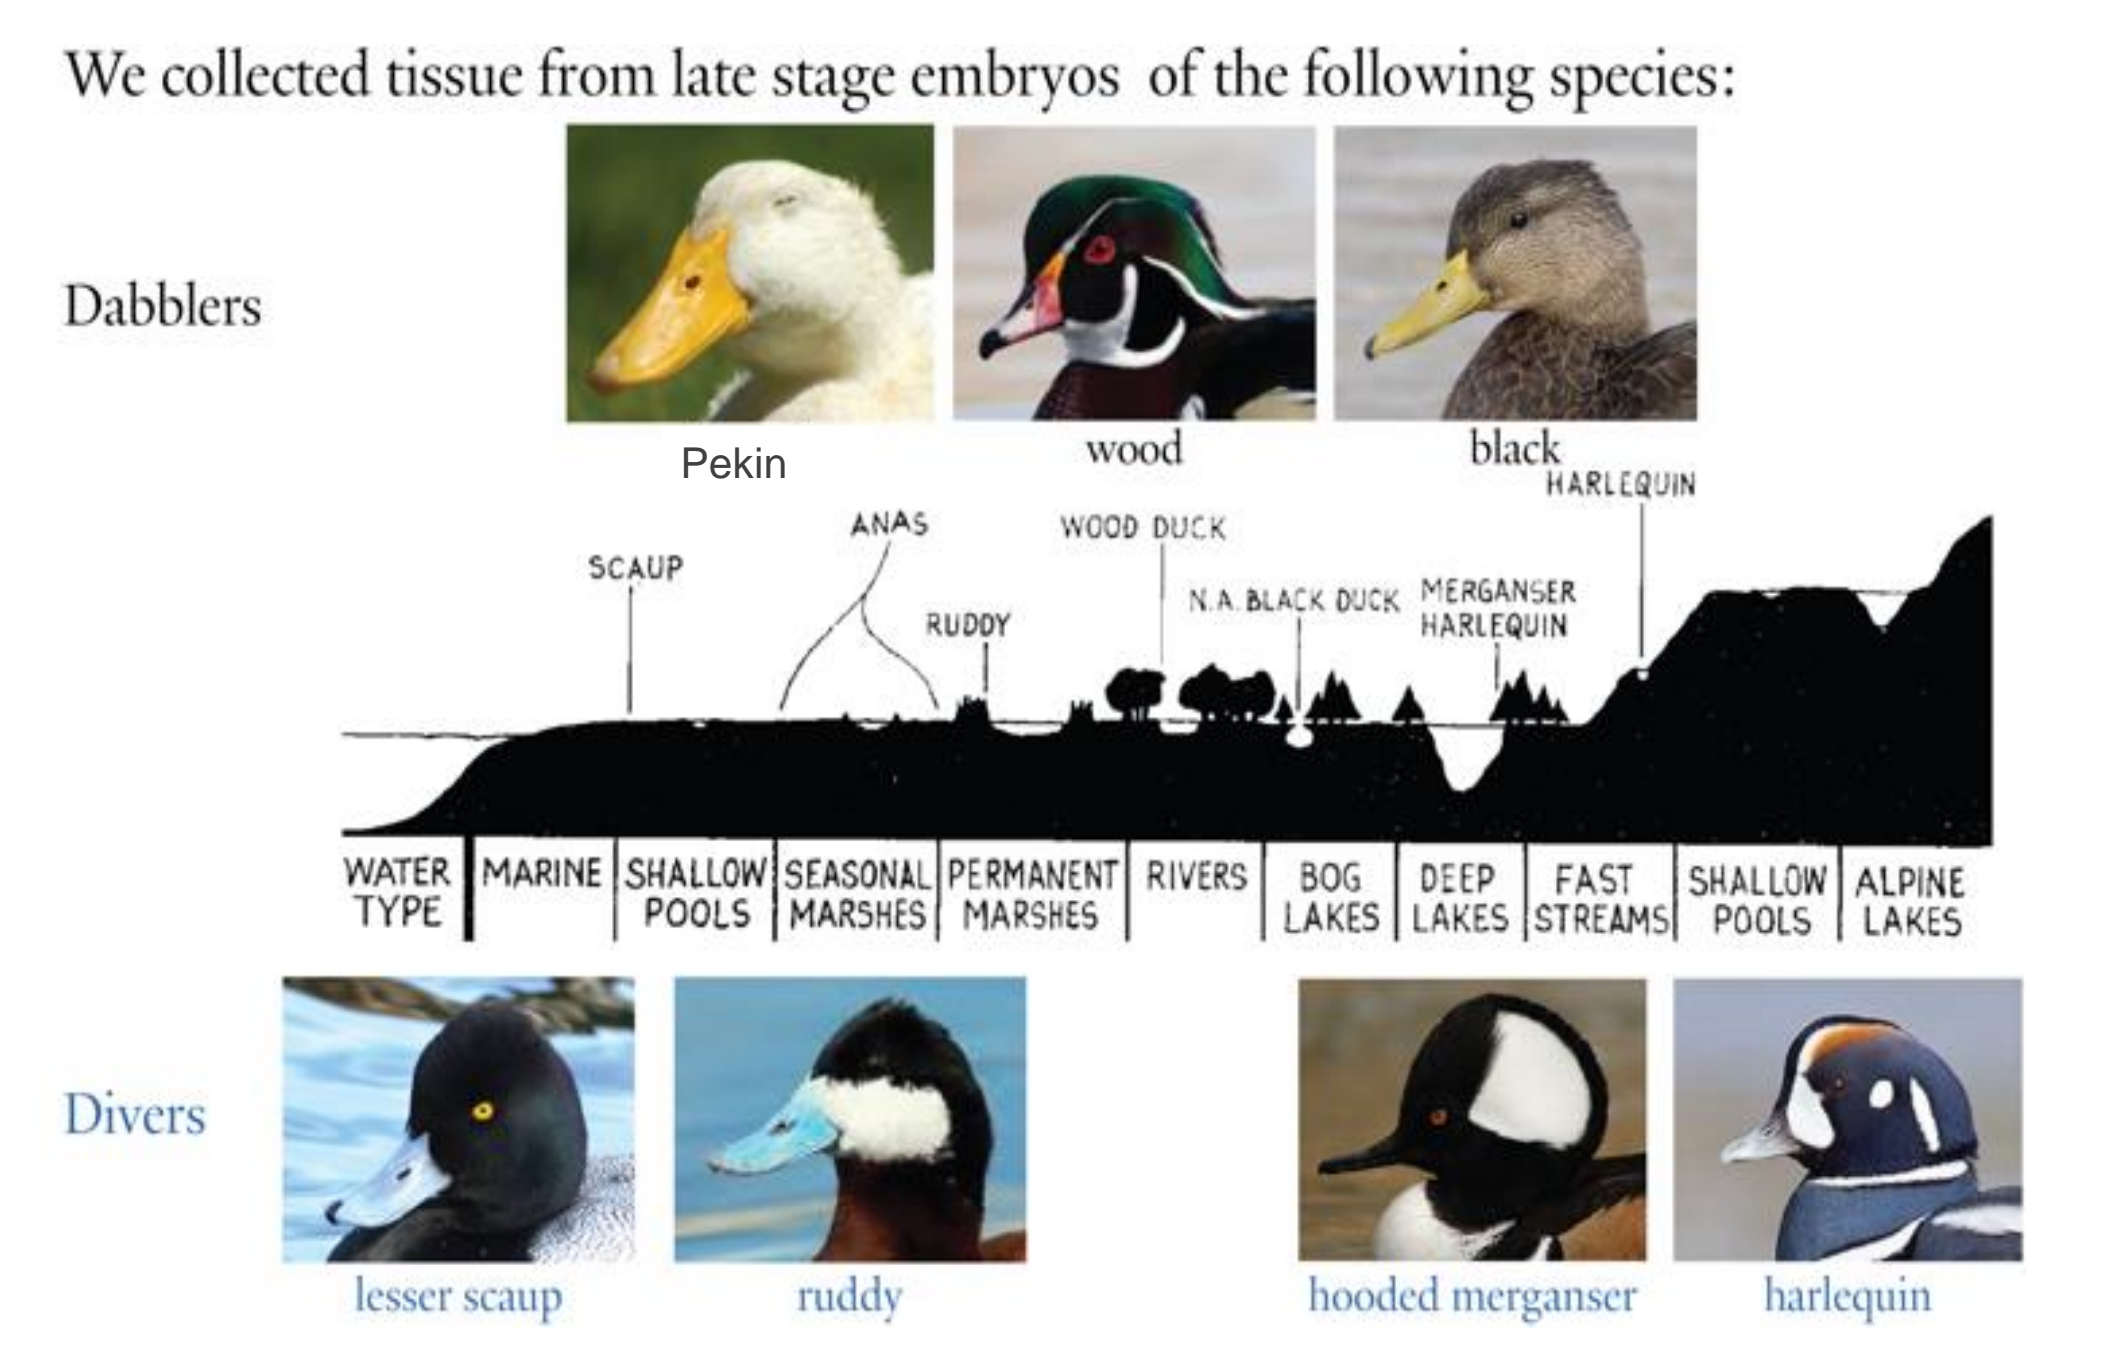 We collected tissue from late stage embryos of the following species:
Dabblers
Pekin
wood
black
HARLEQUIN
ANAS
WOOD DUCK
SCAUP
RUDDY
N.A. BLACK DUCK
MERGANSER
HARLEQUIN
WATER
TYPE
MARINE
SHALLOW
POOLS
SEASONAL
MARSHES
PERMANENT
MARSHES
RIVERS
BOG
LAKES
DEEP
LAKES
FAST
STREAMS
SHALLOW
POOLS
ALPINE
LAKES
Divers
lesser scaup
ruddy
hooded merganser
harlequin